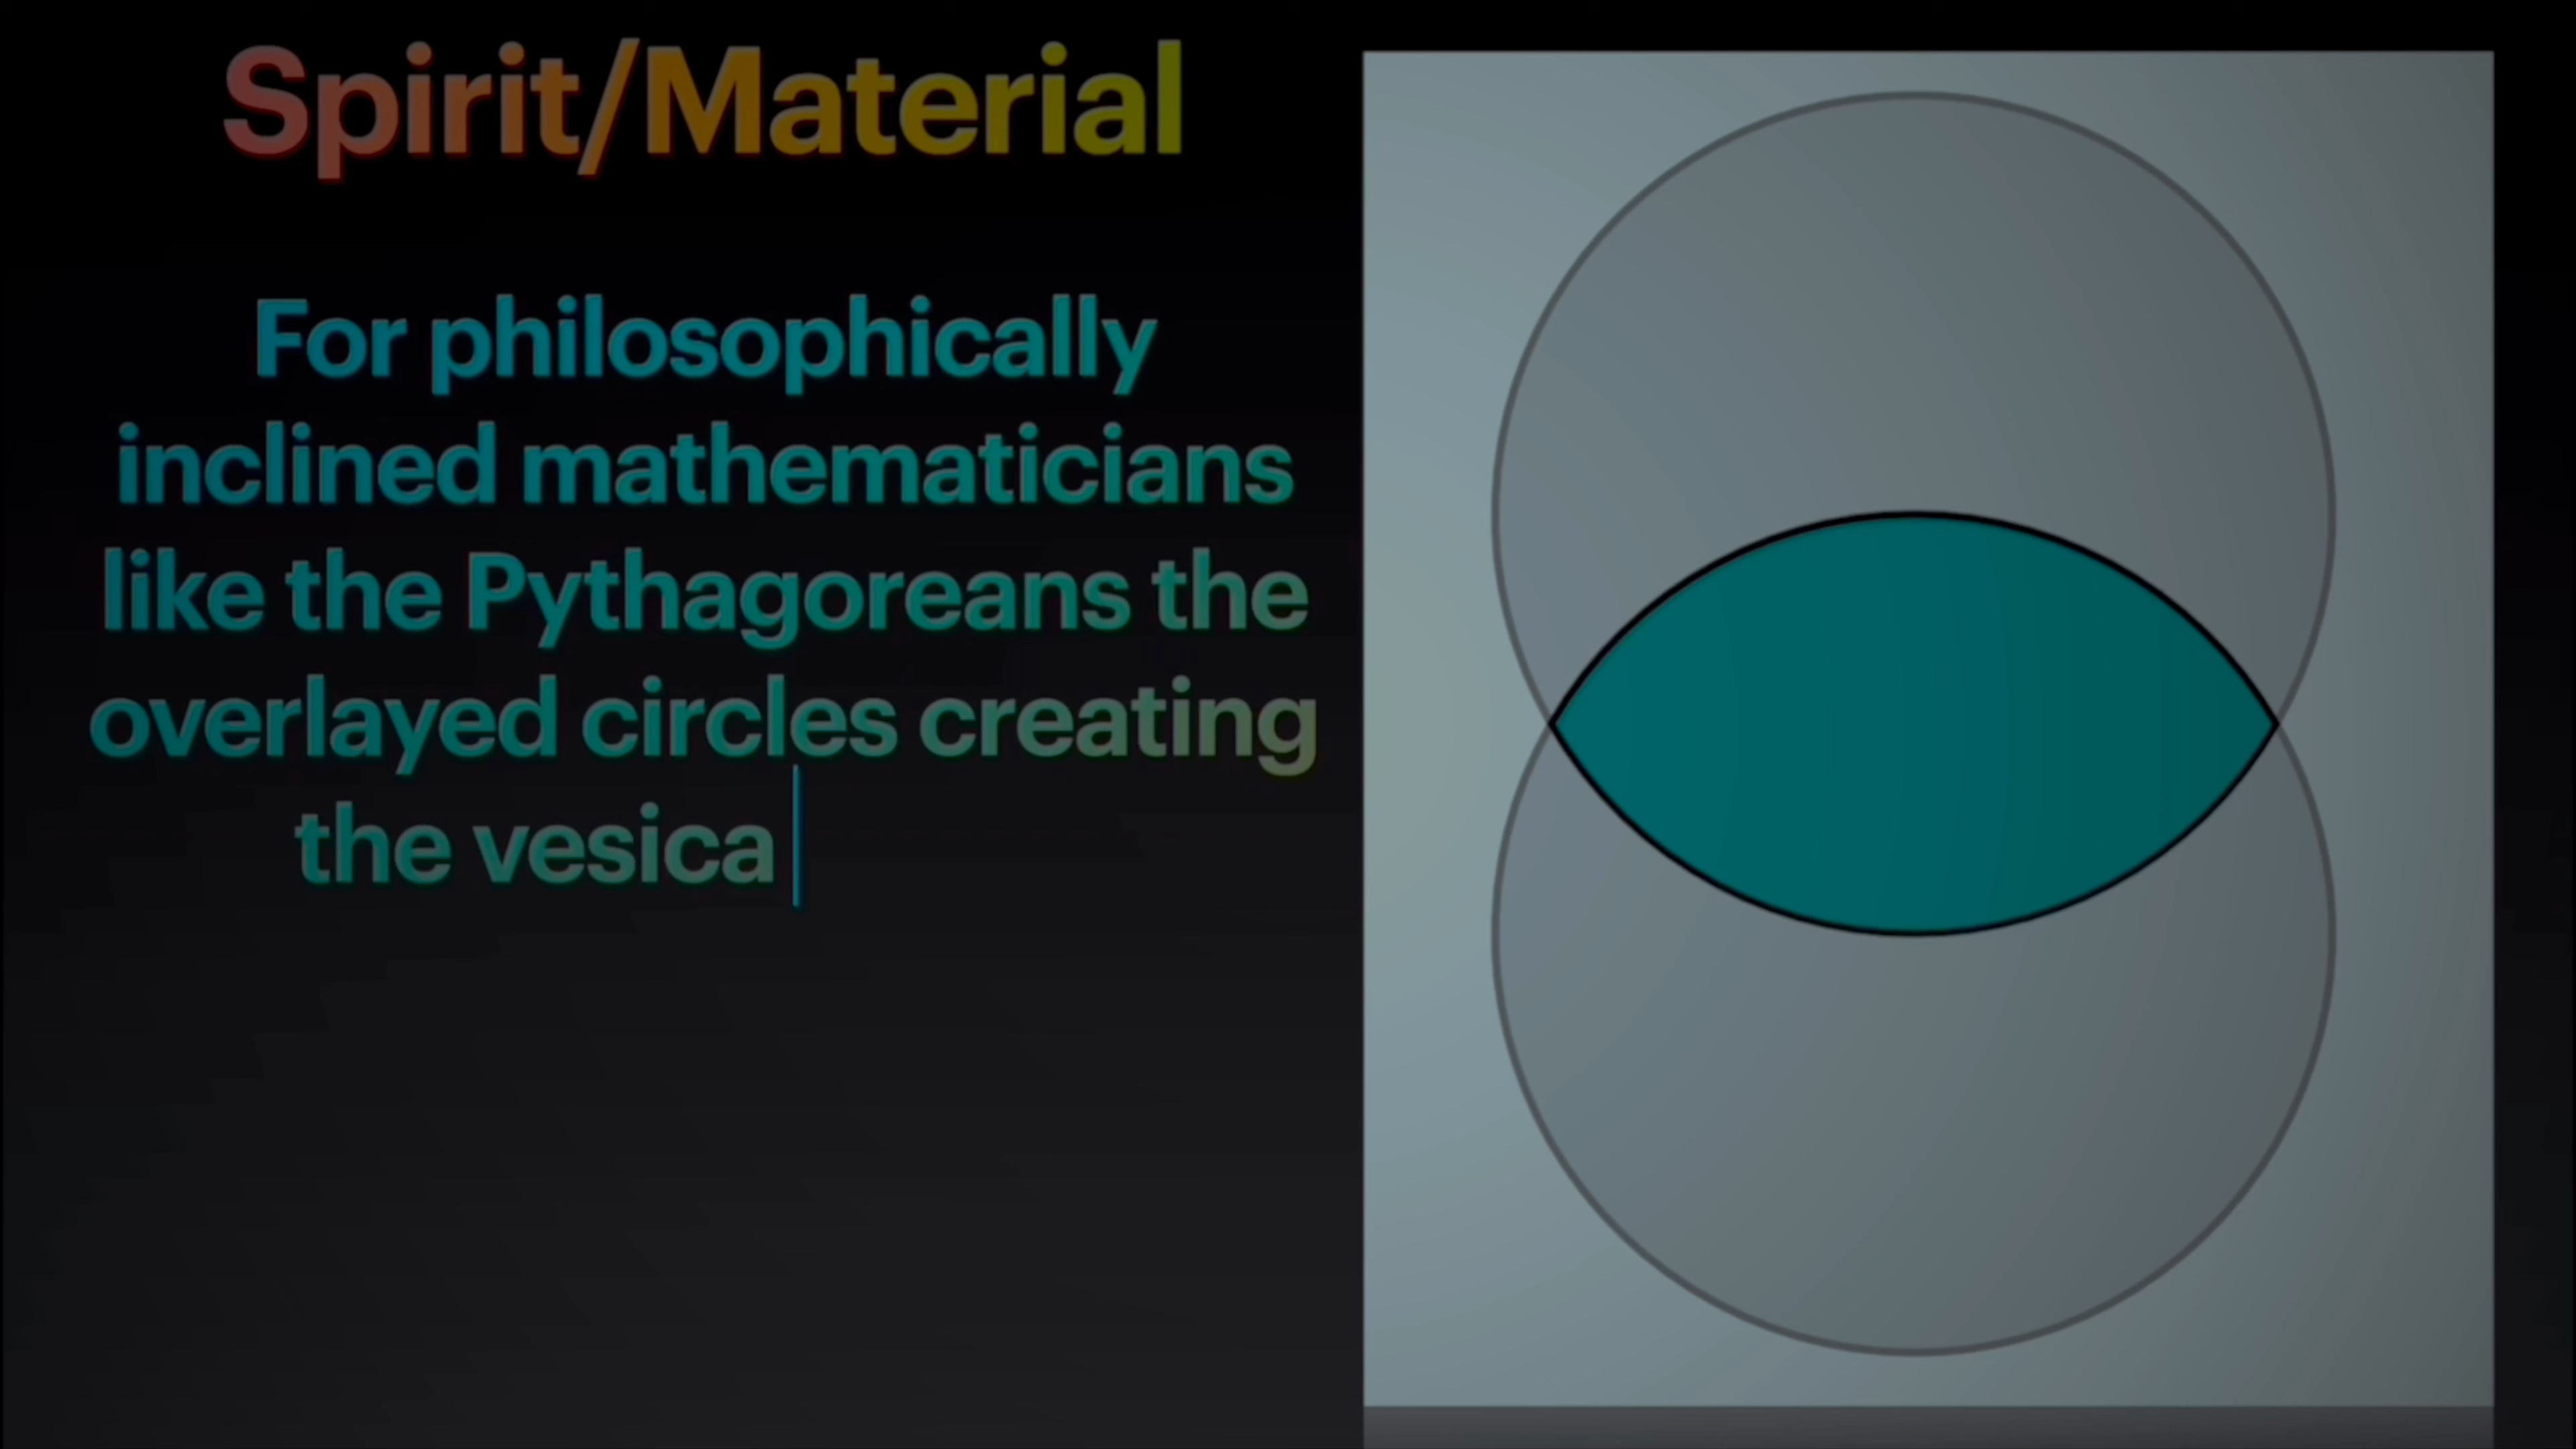 Spirit/Material
For philosophically
inclined mathematicians
like the Pythagoreans the
overlayed circles creating
the vesica